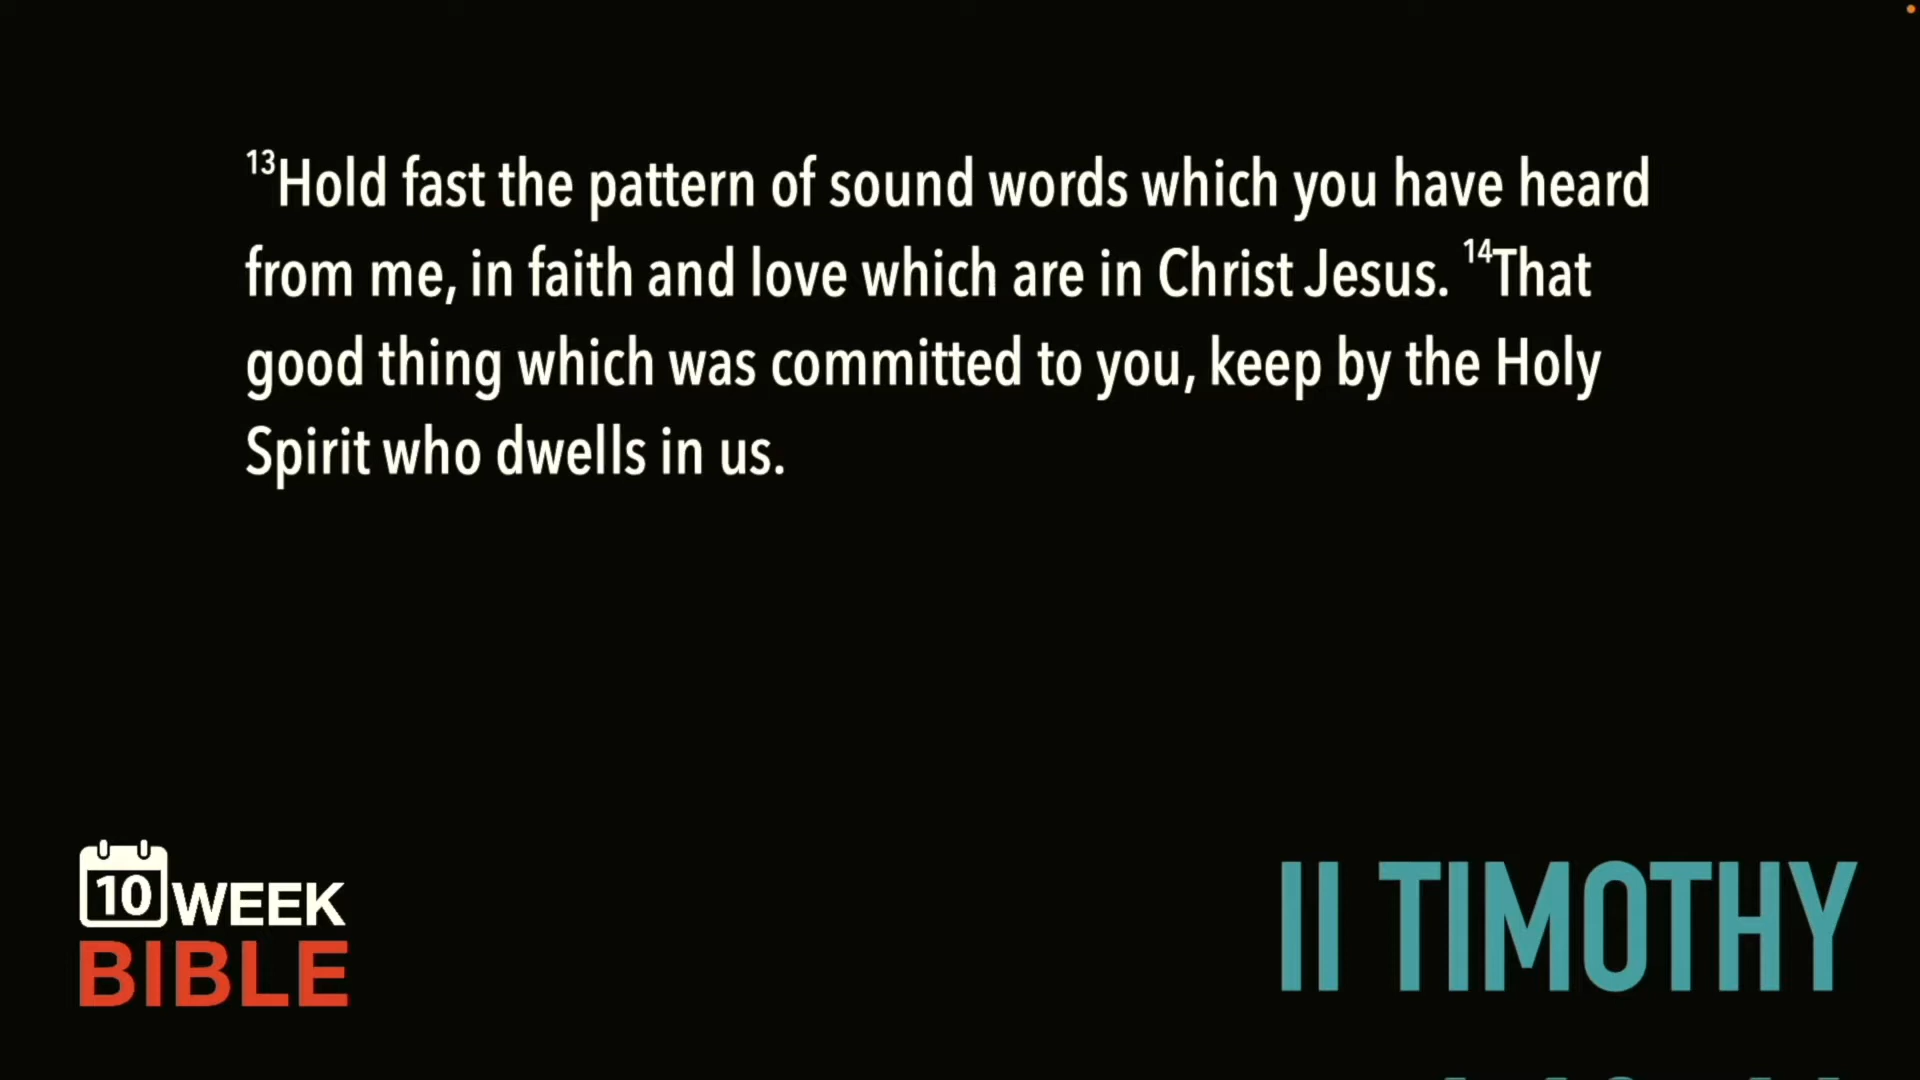 13Hold fast the pattern of sound words which you have heard
from me, in faith and love which are in Christ Jesus. 14That
good thing which was committed to you, keep by the Holy
Spirit who dwells in us.
10 WEEK
BIBLE
II TIMOTHY